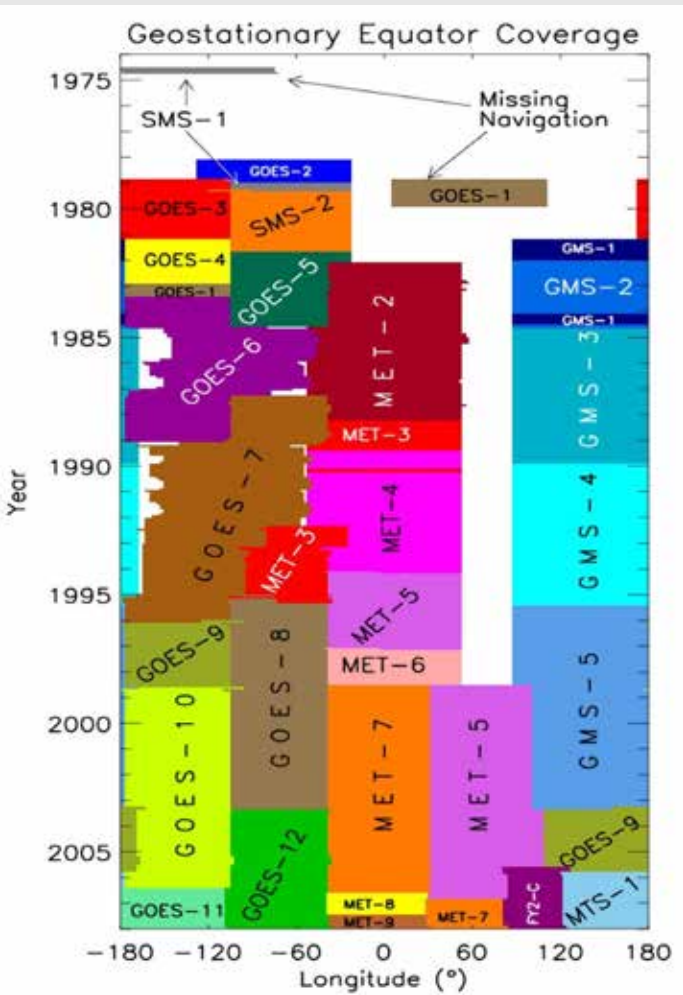 Geostationary Equator Coverage
1975
SMS-1
Missing
Navigation
GOES-2
GOES-1
1980
GOES-3
SMS-2
GOES-4
GOES-5
GMS-1
GOES-1
GMS-2
GMS-1
1985
GOES-6
MET-2
GMS-3
MET-3
1990
GOES-7
MET-4
GMS-4
MET-3
1995
MET-5
GOES-9
GOES-8
MET-6
GMS-5
2000
GOES-10
MET-7
MET-5
2005
GOES-12
GOES-9
GOES-11
MET-8
MET-9
MET-7
FY2-C
MTS-1
Year
-180 -120 -60 0 60 120 180
Longitude (°)